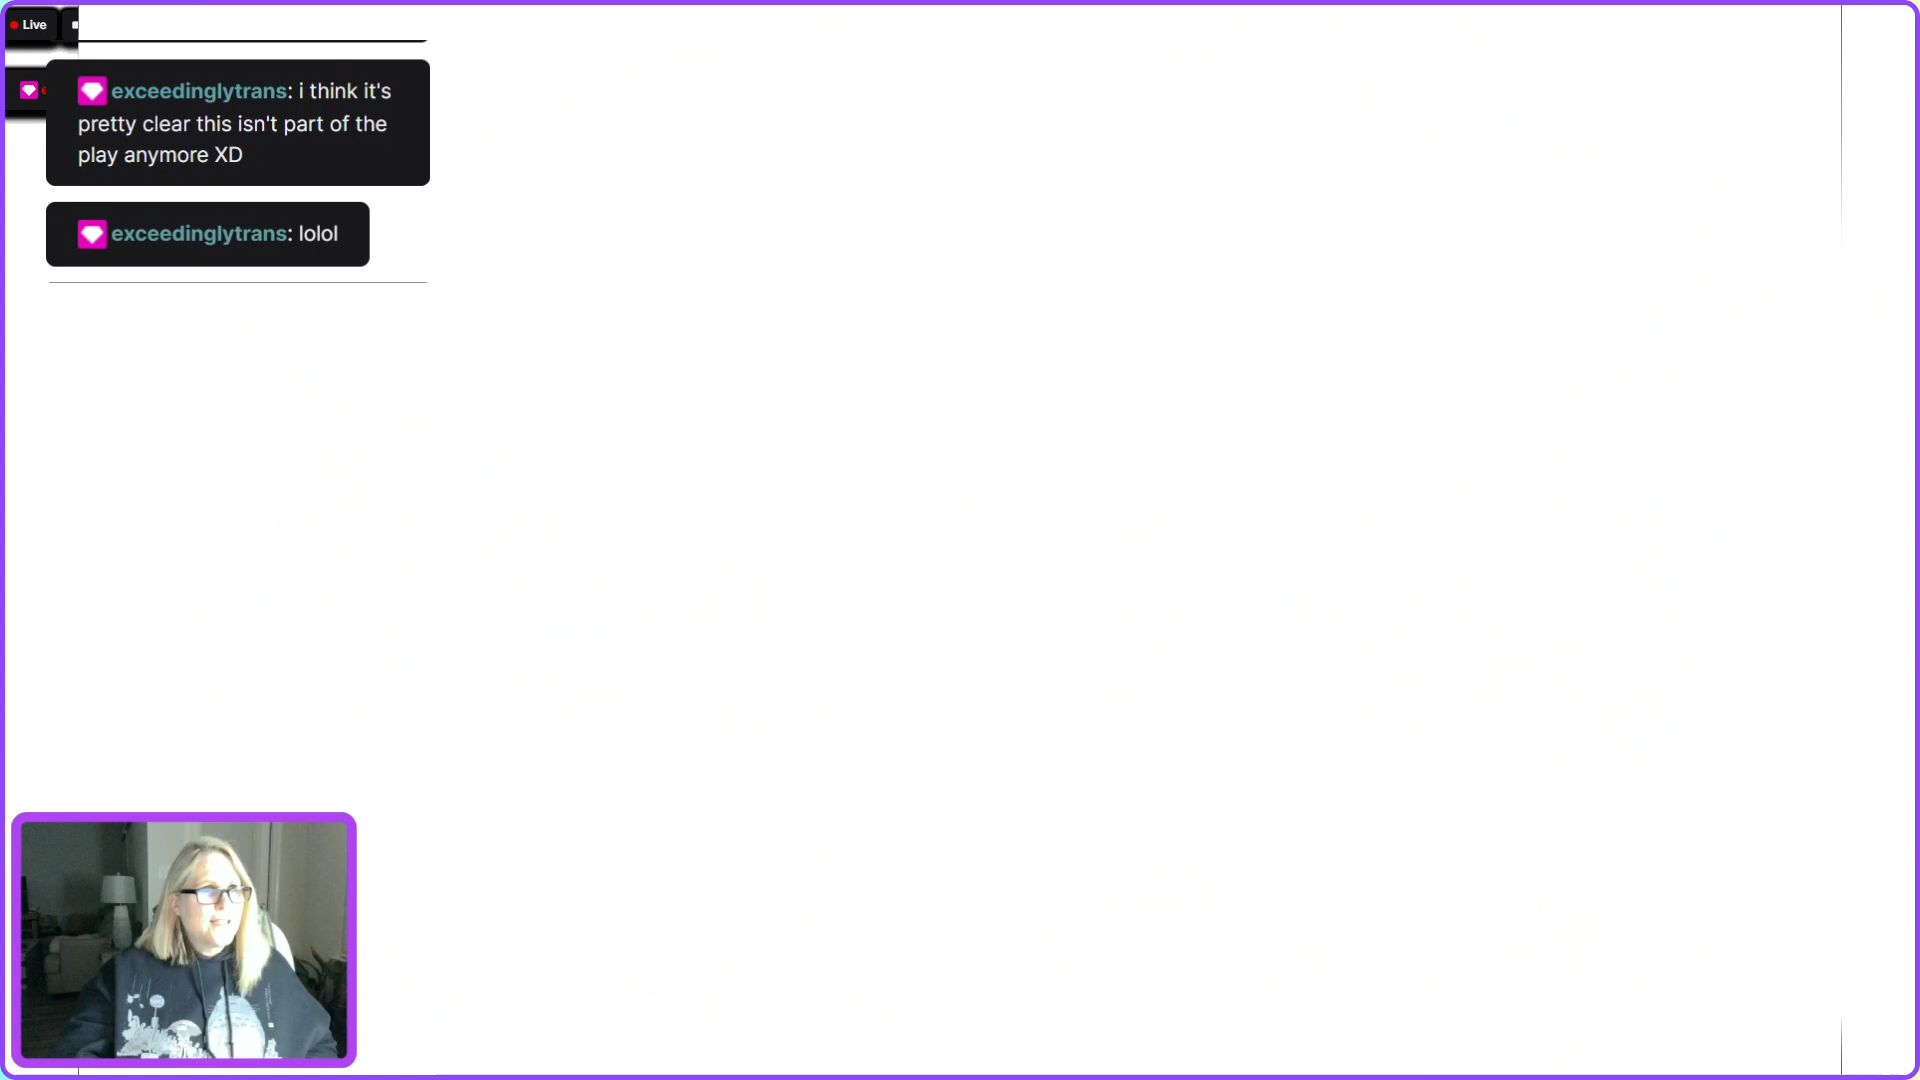 Live
exceedinglytrans: i think it's
pretty clear this isn't part of the
play anymore XD
exceedinglytrans: lolol